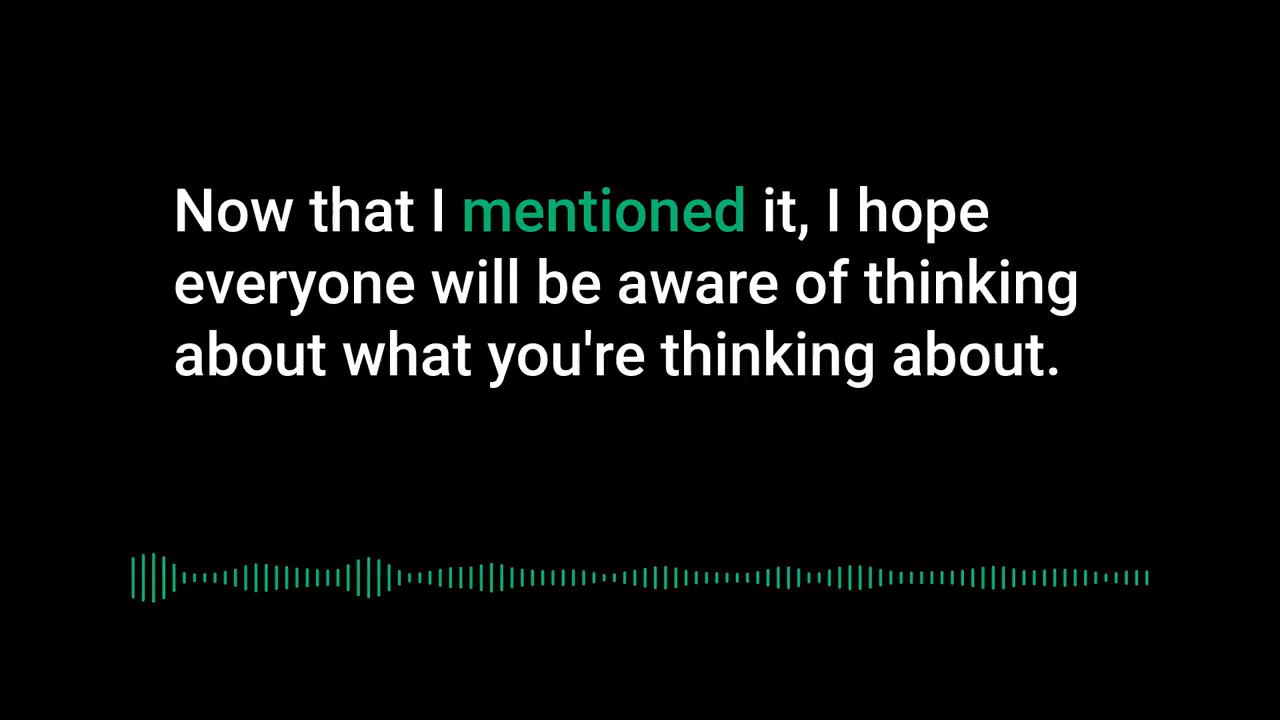 Now that I mentioned it, I hope
everyone will be aware of thinking
about what you're thinking about.